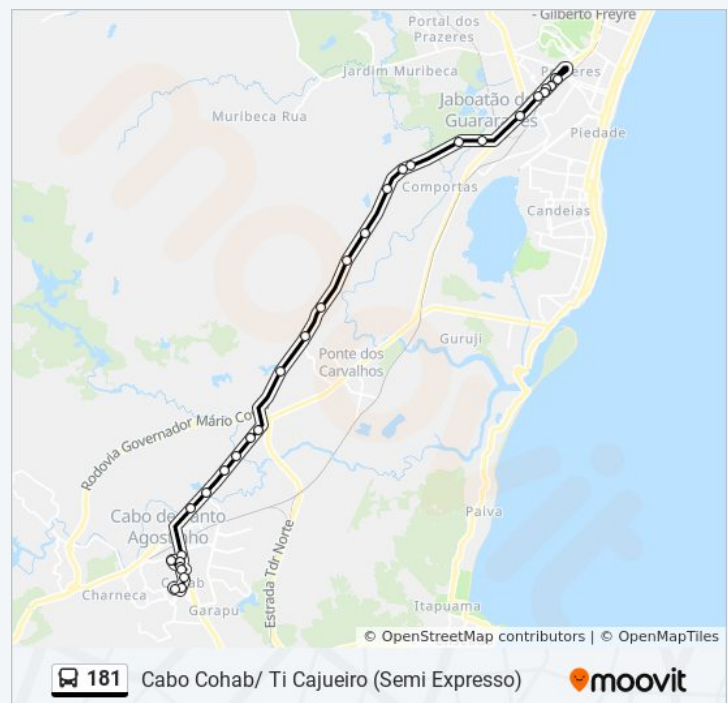 Portal dos
Prazeres
- Gilberto Freyre
Prazeres
Jardim Muribeca
Jaboatão dos
Guararapes
Muribeca Rua
Piedade
Comportas
Candeias
Guruji
Ponte dos
Carvalhos
Rodovia Governador Mário Co
Cabo de Santo
Agostinho
Paiva
Estrada Tdr Norte
Cohab
Charneca
Garapu
Itapuama
© OpenStreetMap contributors | © OpenMapTiles
181 Cabo Cohab/ Ti Cajueiro (Semi Expresso)
moovit